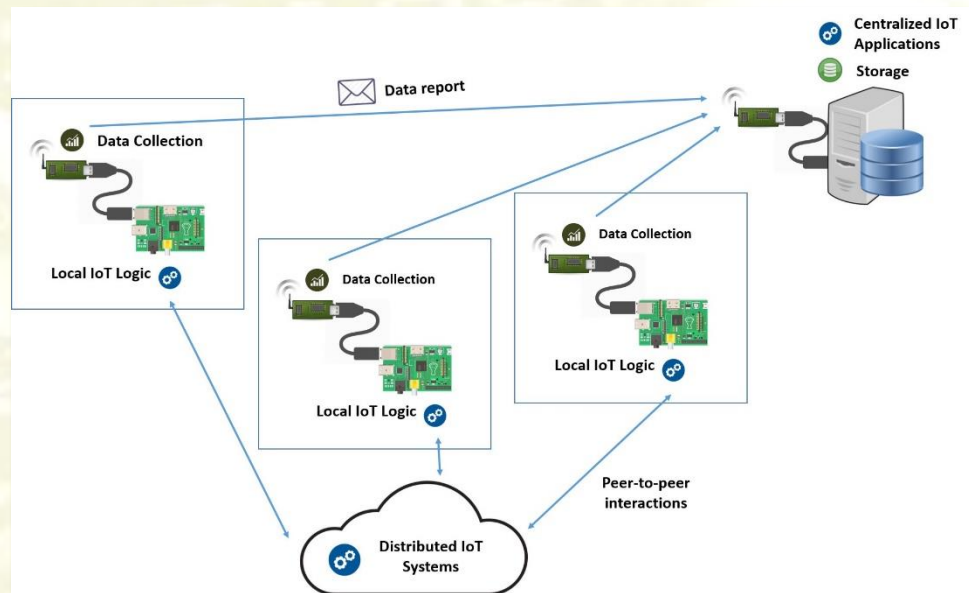 Centralized IoT
Applications
Storage
Data report
Data Collection
Local IoT Logic
Data Collection
Local IoT Logic
Data Collection
Local IoT Logic
Peer-to-peer
interactions
Distributed IoT
Systems